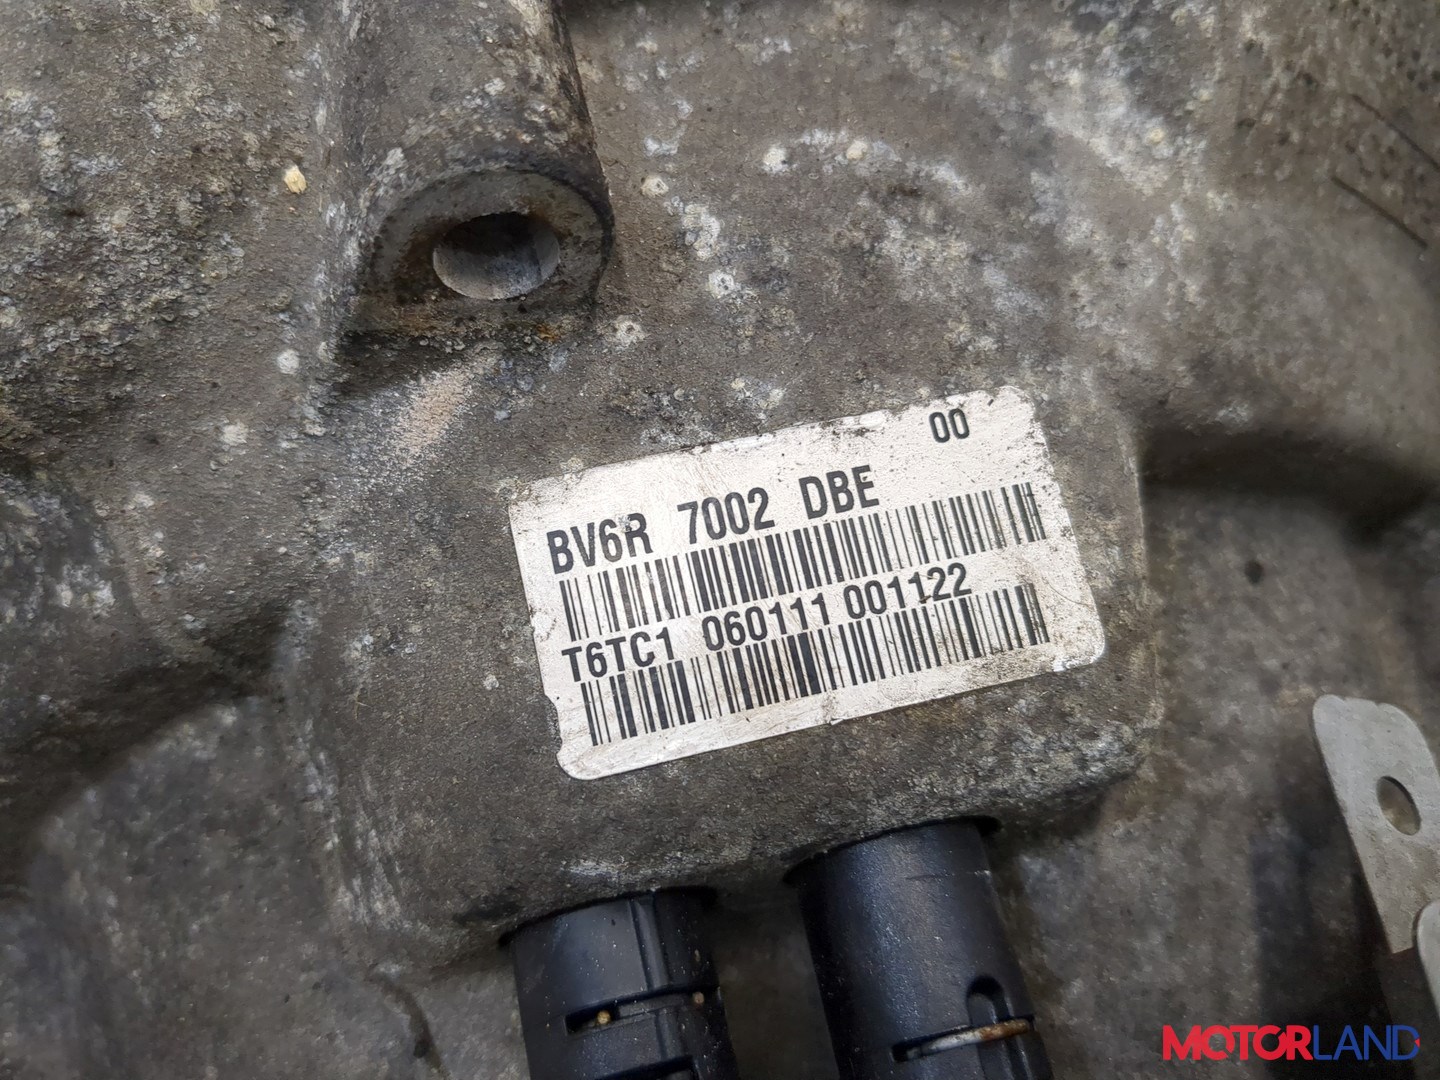 00
BV6R 7002 DBE
T6TC1 060111 001122
MOTORLAND